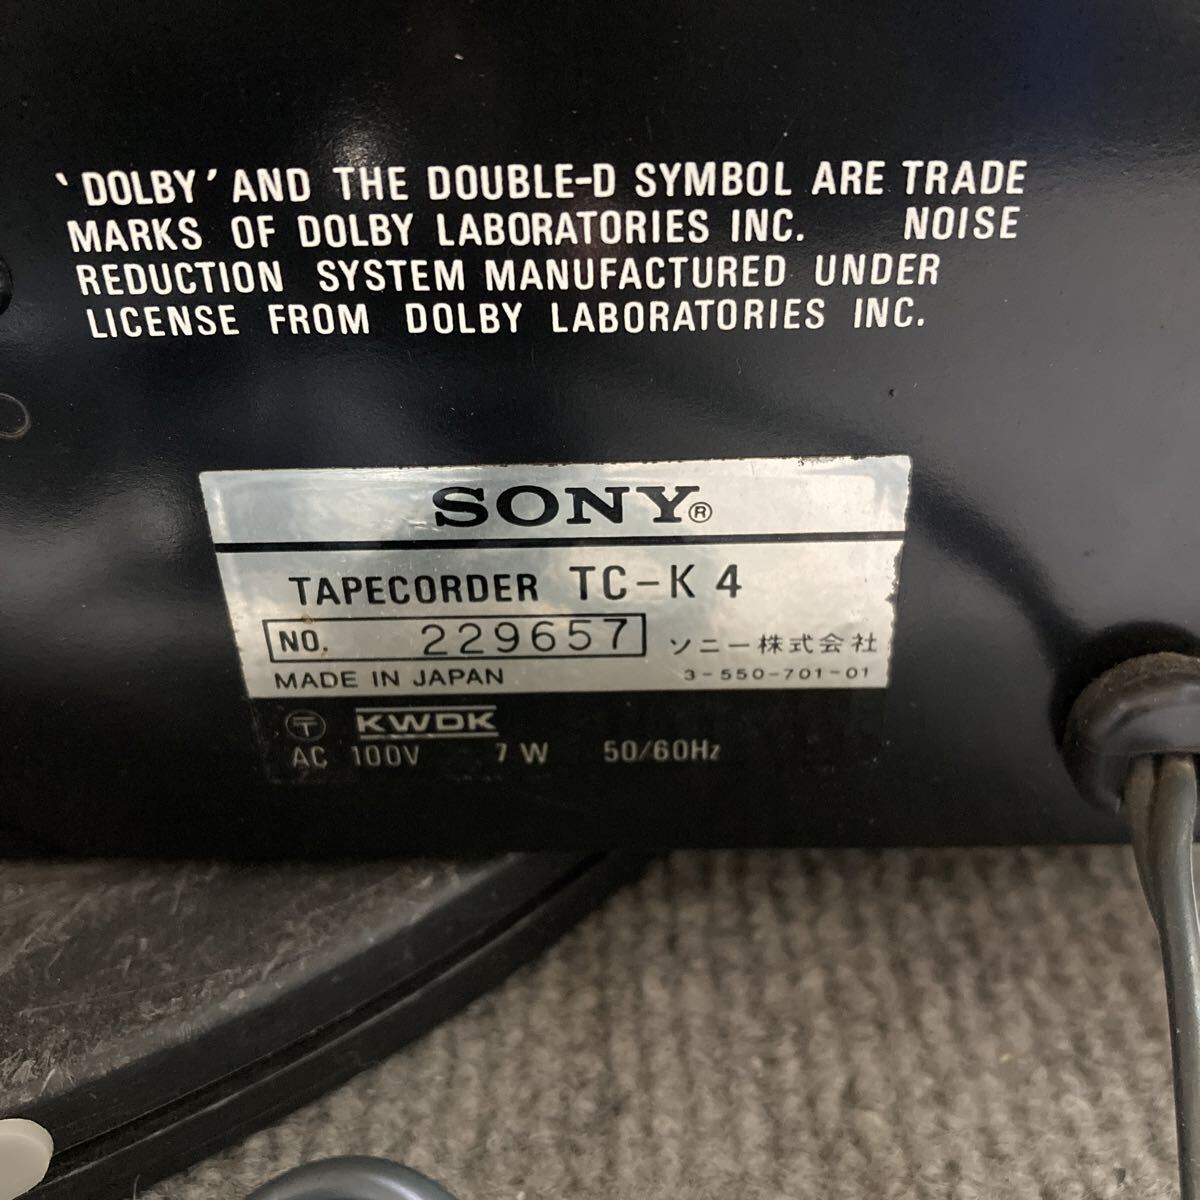 'DOLBY' AND THE DOUBLE-D SYMBOL ARE TRADE
MARKS OF DOLBY LABORATORIES INC. NOISE
REDUCTION SYSTEM MANUFACTURED UNDER
LICENSE FROM DOLBY LABORATORIES INC.
SONY®
TAPECORDER TC-K 4
NO. 229657 ソニー株式会社
MADE IN JAPAN 3-550-701-01
〒 KWDK
AC 100V 7 W 50/60Hz